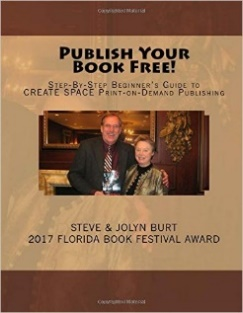 Publish Your
Book Free!
Step-By-Step Beginner's Guide to
CREATE SPACE Print-on-Demand Publishing
STEVE & JOLYN BURT
2017 FLORIDA BOOK FESTIVAL AWARD